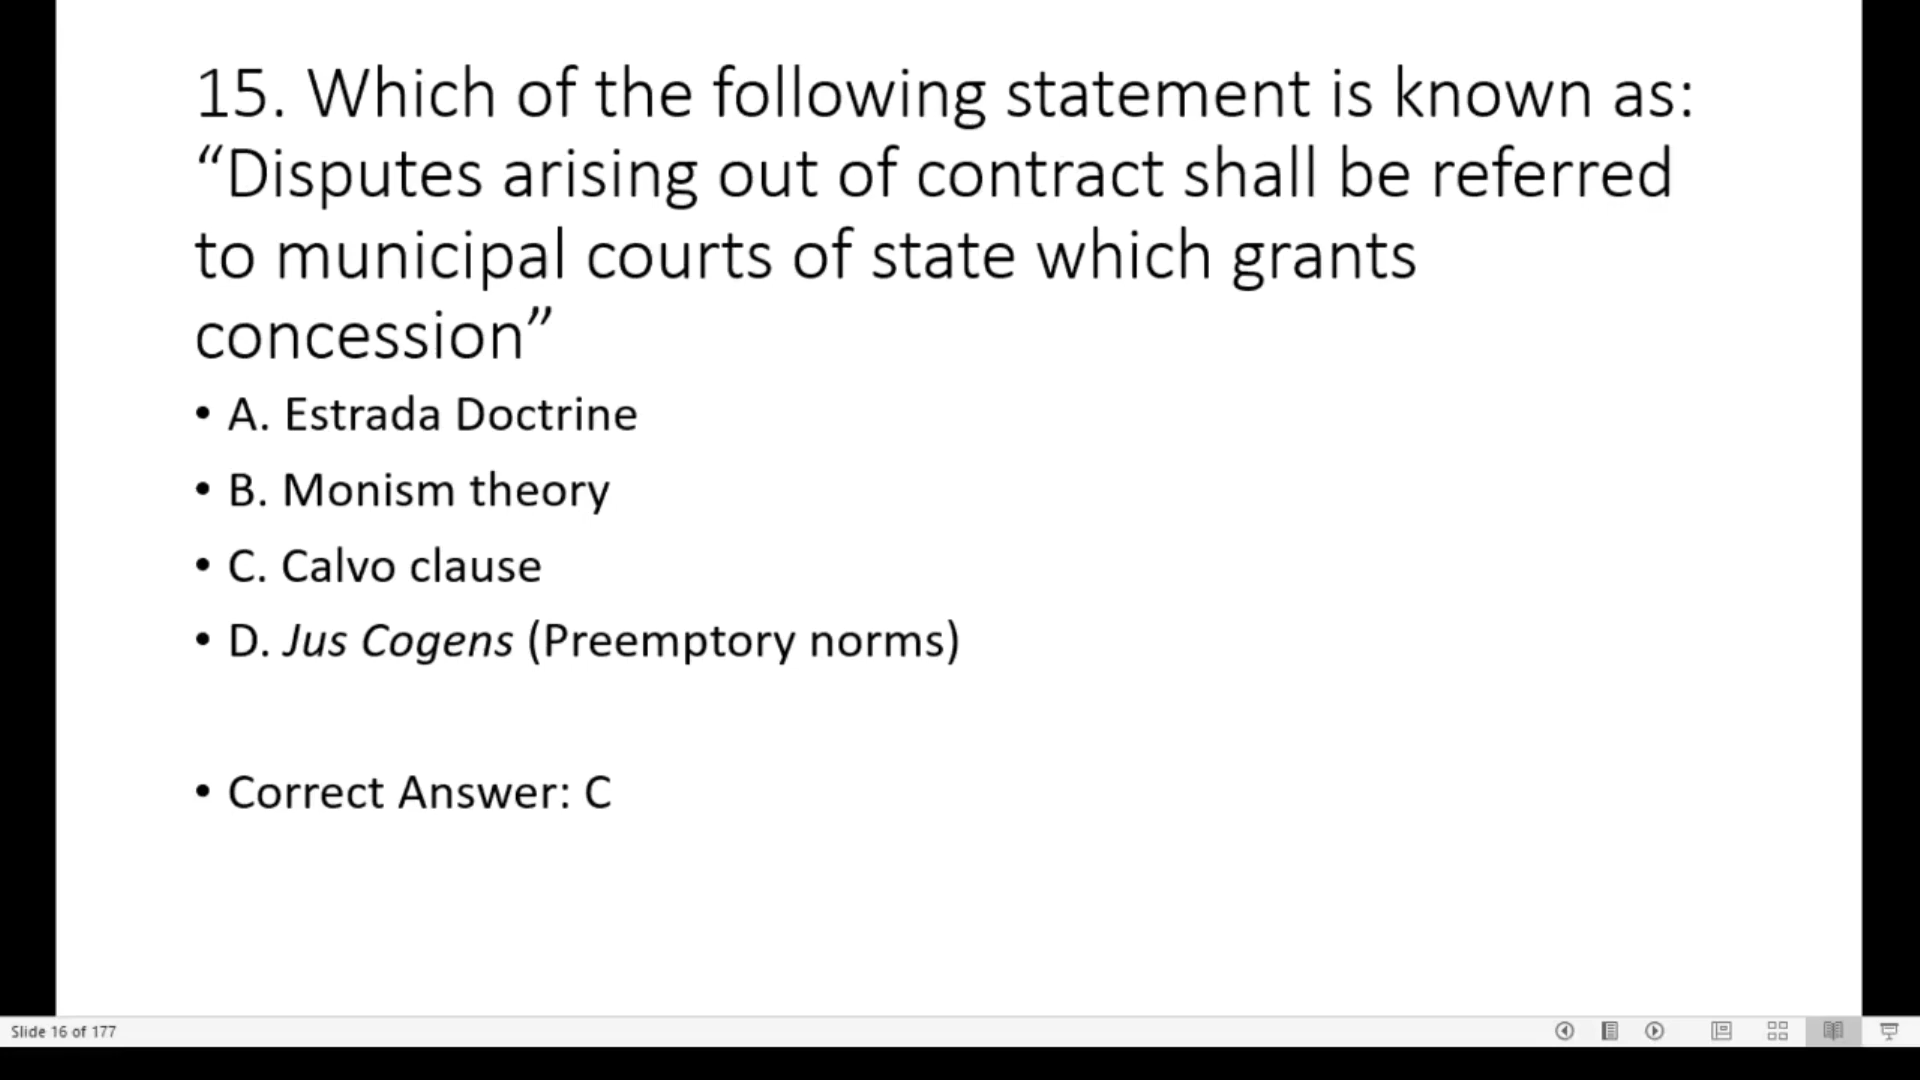 15. Which of the following statement is known as:
“Disputes arising out of contract shall be referred
to municipal courts of state which grants
concession”
• A. Estrada Doctrine
• B. Monism theory
• C. Calvo clause
• D. Jus Cogens (Preemptory norms)
• Correct Answer: C
Slide 16 of 177